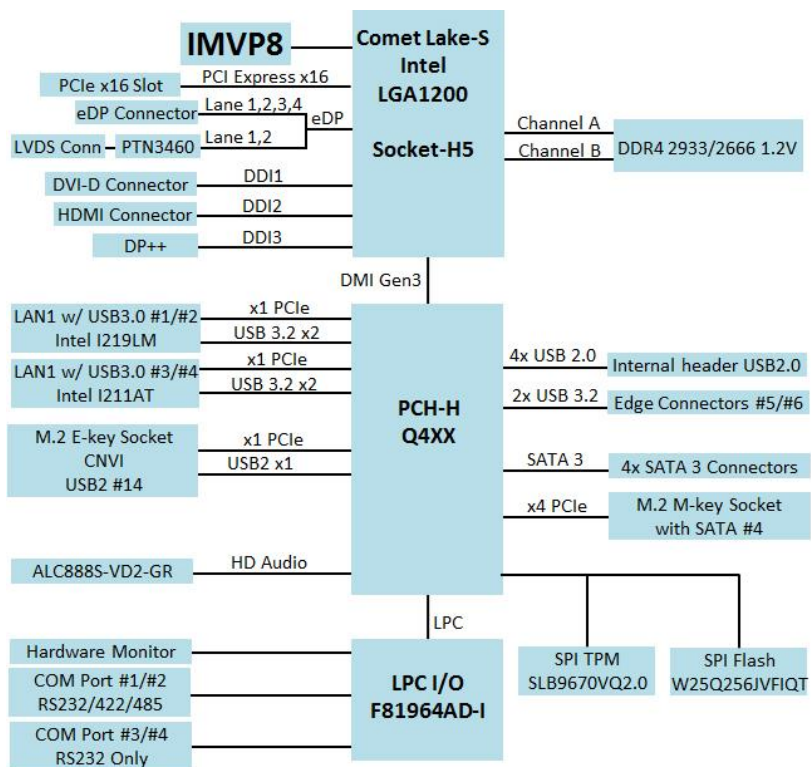 IMVP8
Comet Lake-S
Intel
LGA1200
Socket-H5
PCIe x16 Slot
PCI Express x16
eDP Connector
Lane 1,2,3,4
eDP
LVDS Conn
PTN3460
Lane 1,2
Channel A
Channel B
DDR4 2933/2666 1.2V
DVI-D Connector
DDI1
HDMI Connector
DDI2
DP++
DDI3
DMI Gen3
LAN1 w/ USB3.0 #1/#2
Intel I219LM
x1 PCIe
USB 3.2 x2
LAN1 w/ USB3.0 #3/#4
Intel I211AT
x1 PCIe
USB 3.2 x2
M.2 E-key Socket
CNVI
USB2 #14
x1 PCIe
USB2 x1
PCH-H
Q4XX
4x USB 2.0
Internal header USB2.0
2x USB 3.2
Edge Connectors #5/#6
SATA 3
4x SATA 3 Connectors
x4 PCIe
M.2 M-key Socket
with SATA #4
ALC888S-VD2-GR
HD Audio
LPC
Hardware Monitor
COM Port #1/#2
RS232/422/485
COM Port #3/#4
RS232 Only
LPC I/O
F81964AD-I
SPI TPM
SLB9670VQ2.0
SPI Flash
W25Q256JVFIQT